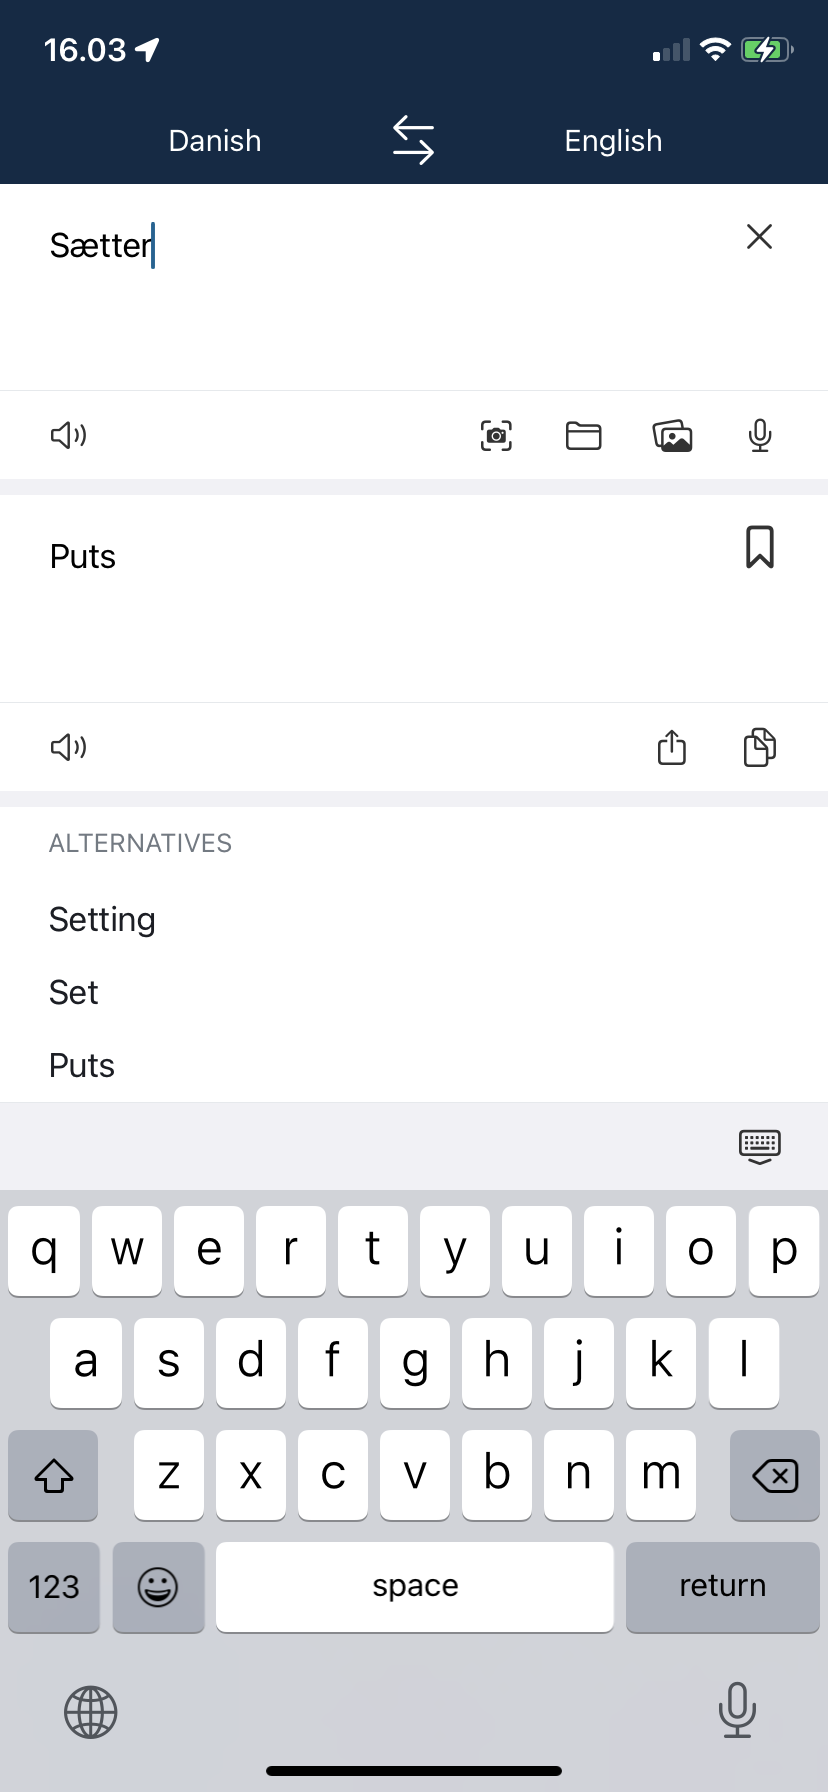 16.03
Danish English
Sætter
Puts
ALTERNATIVES
Setting
Set
Puts
q w e r t y u i o p
a s d f g h j k l
z x c v b n m
123 space return